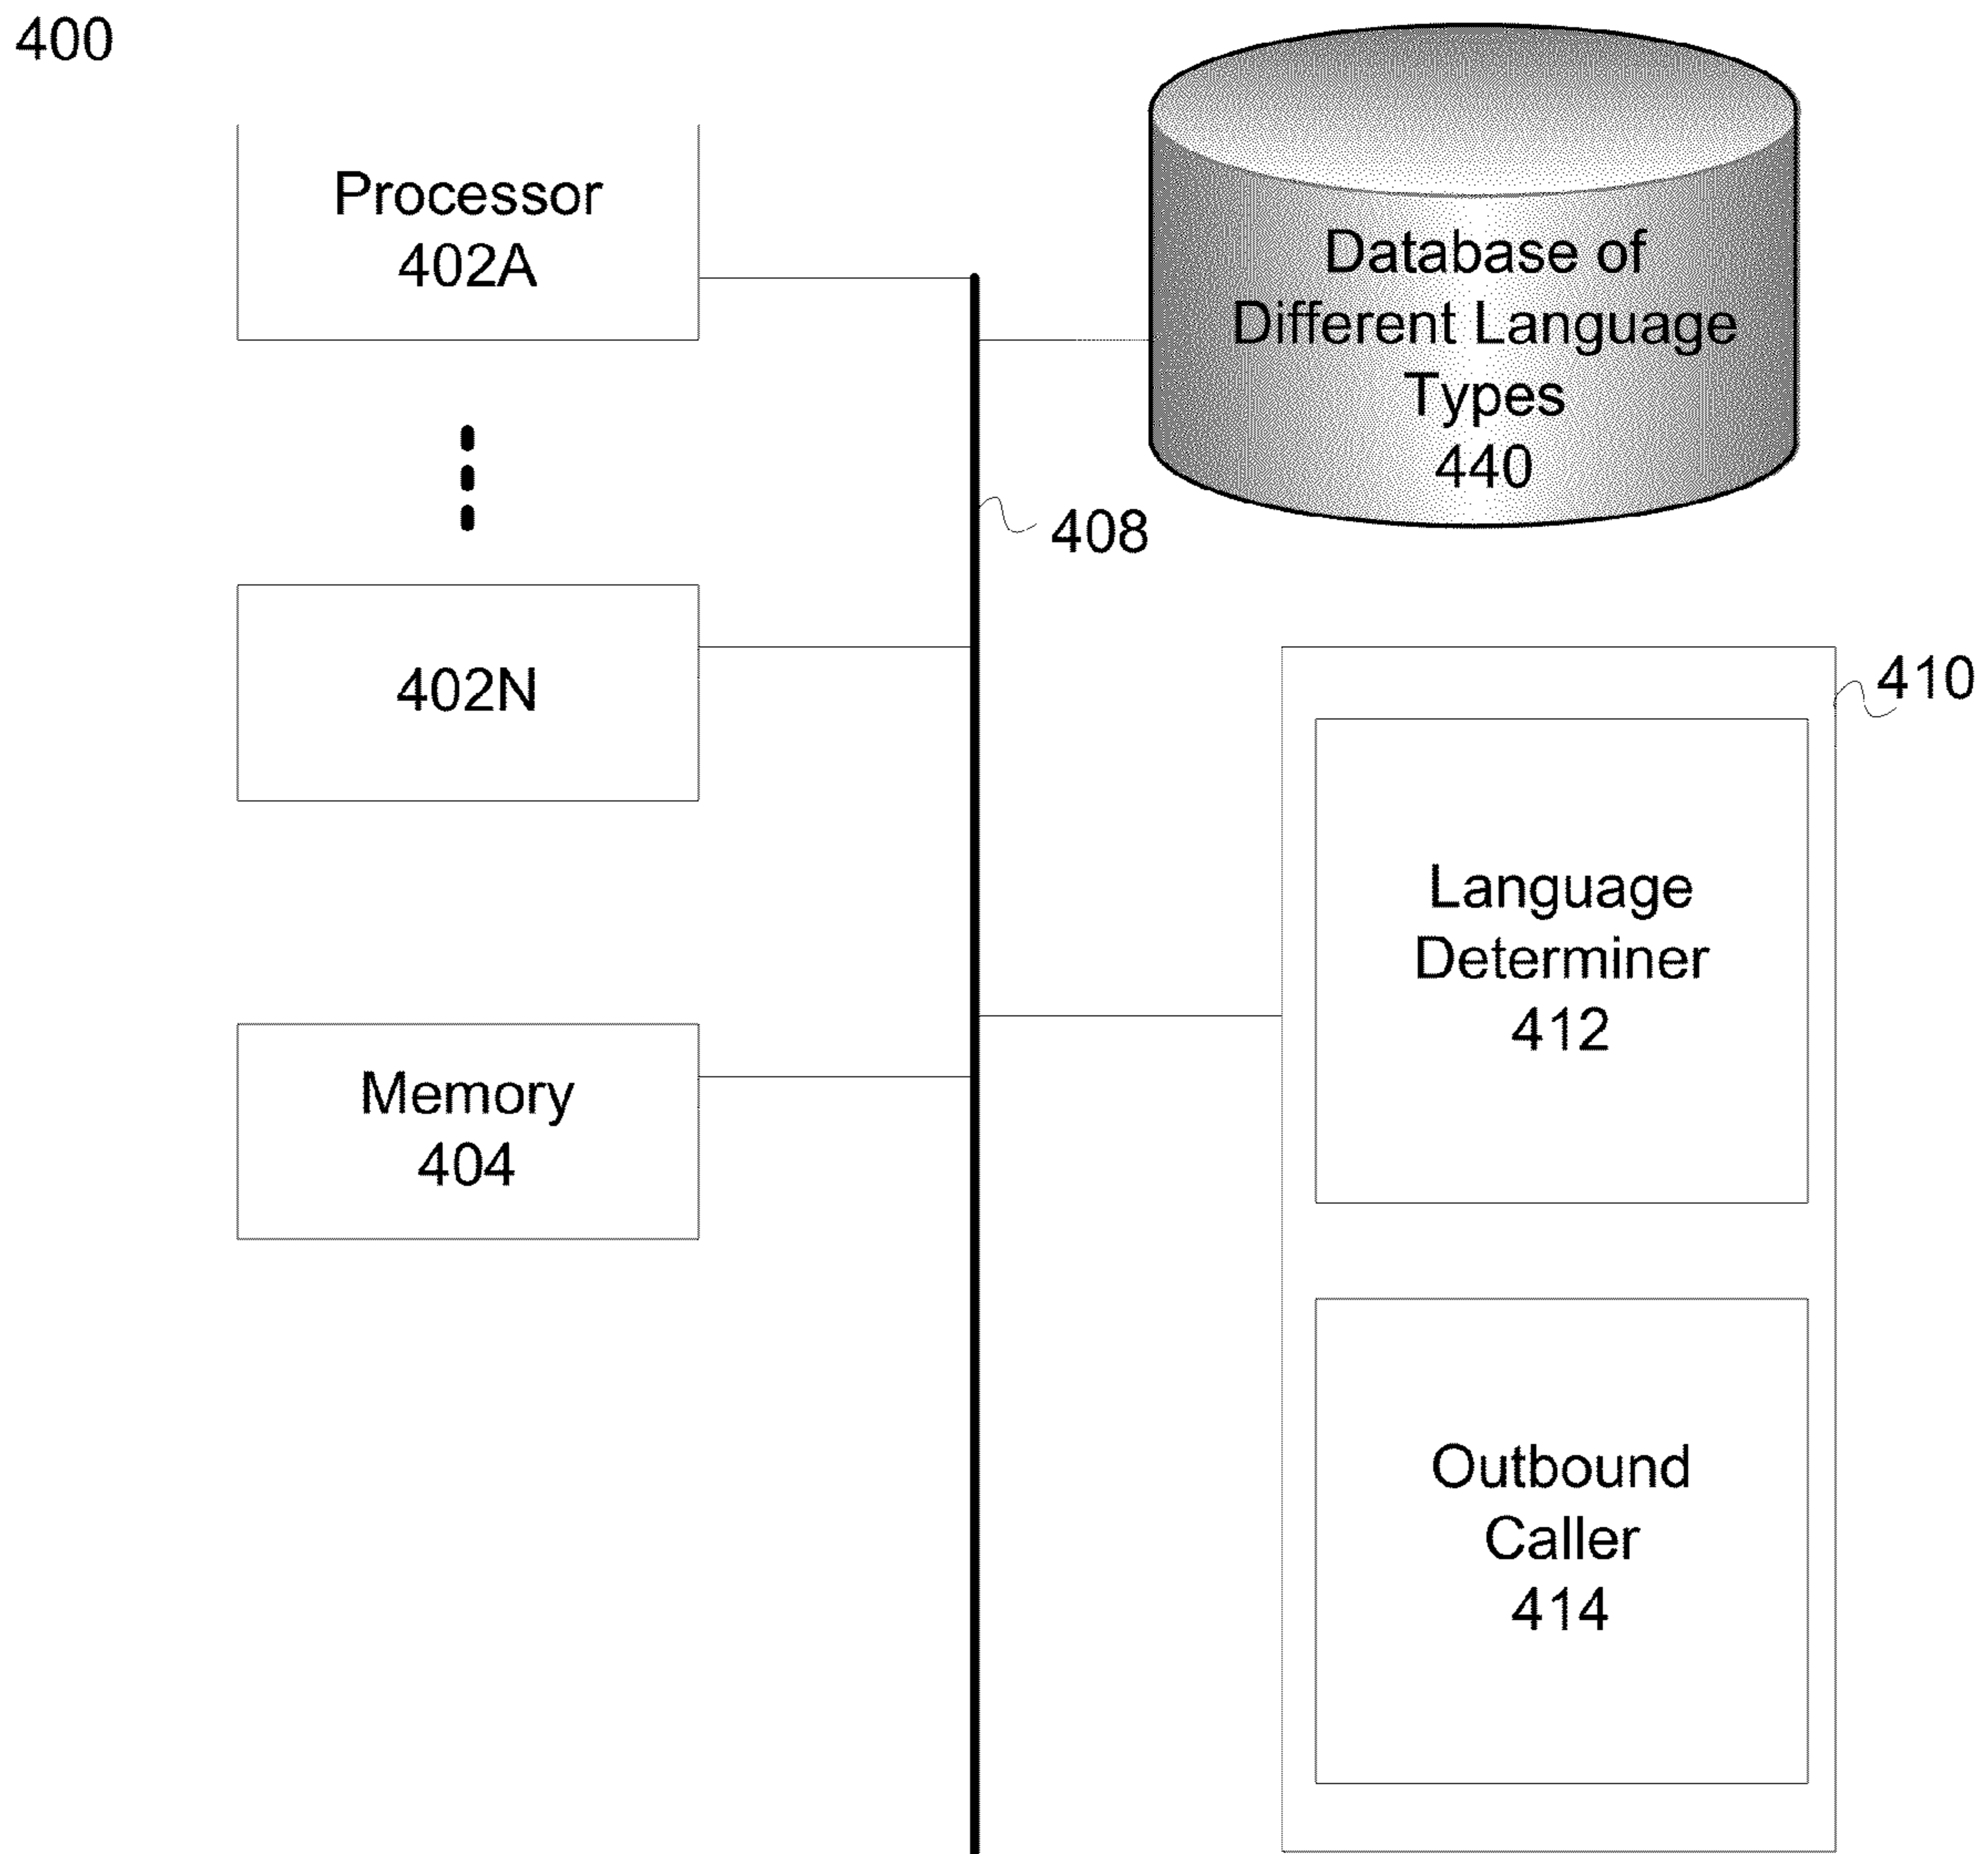 400
Processor
402A
Database of
Different Language
Types
440
408
402N
410
Language
Determiner
412
Memory
404
Outbound
Caller
414